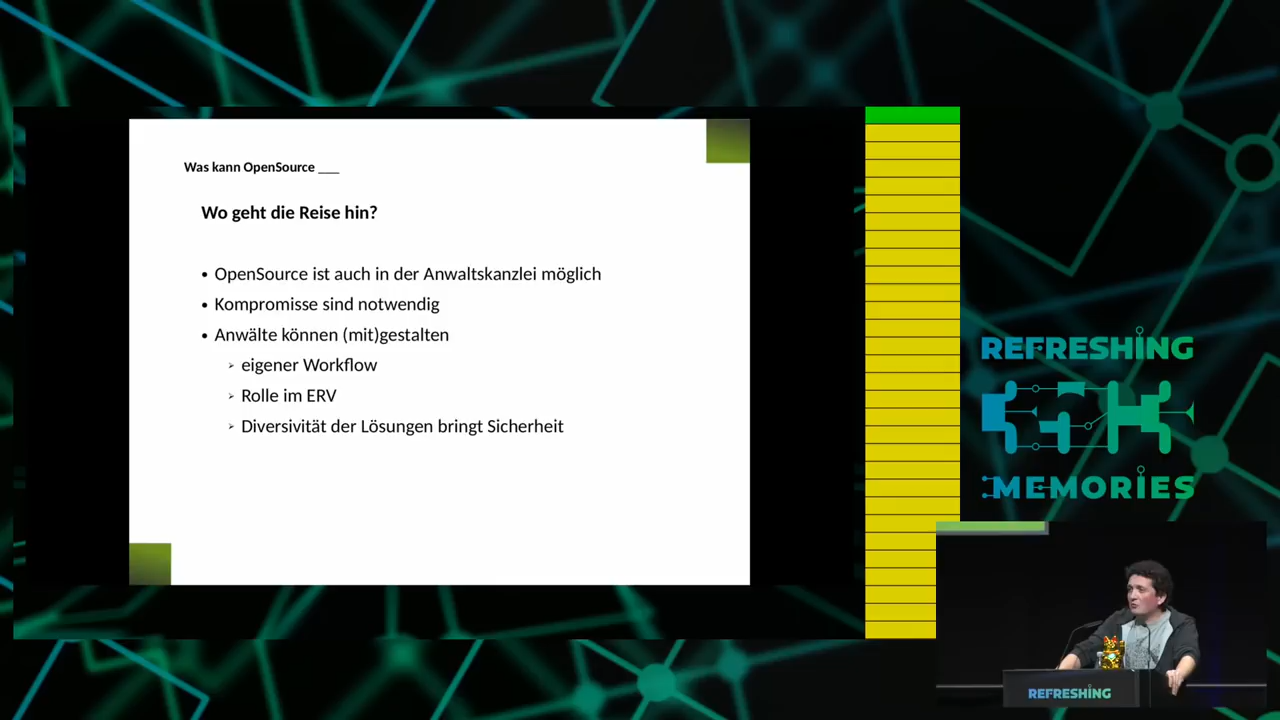 Was kann OpenSource ___
Wo geht die Reise hin?
• OpenSource ist auch in der Anwaltskanzlei möglich
• Kompromisse sind notwendig
• Anwälte können (mit)gestalten
➢ eigener Workflow
➢ Rolle im ERV
➢ Diversivität der Lösungen bringt Sicherheit
REFRESHING
MEMORIES
REFRESHING